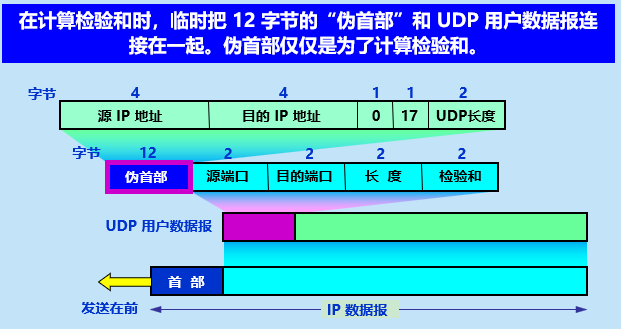 在计算检验和时，临时把 12 字节的“伪首部”和 UDP 用户数据报连
接在一起。伪首部仅仅是为了计算检验和。
字节 4 4 1 1 2
源 IP 地址 目的 IP 地址 0 17 UDP长度
字节 12 2 2 2 2
伪首部 源端口 目的端口 长 度 检验和
UDP 用户数据报
首 部
发送在前 IP 数据报